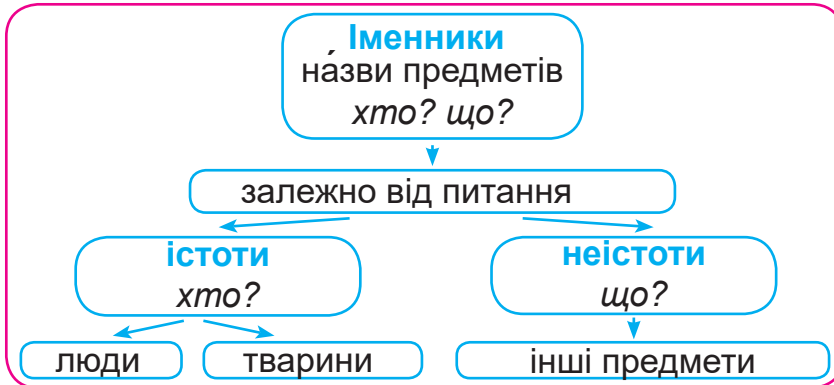 Іменники
на́зви предметів
хто? що?
залежно від питання
істоти
хто?
неістоти
що?
люди
тварини
інші предмети